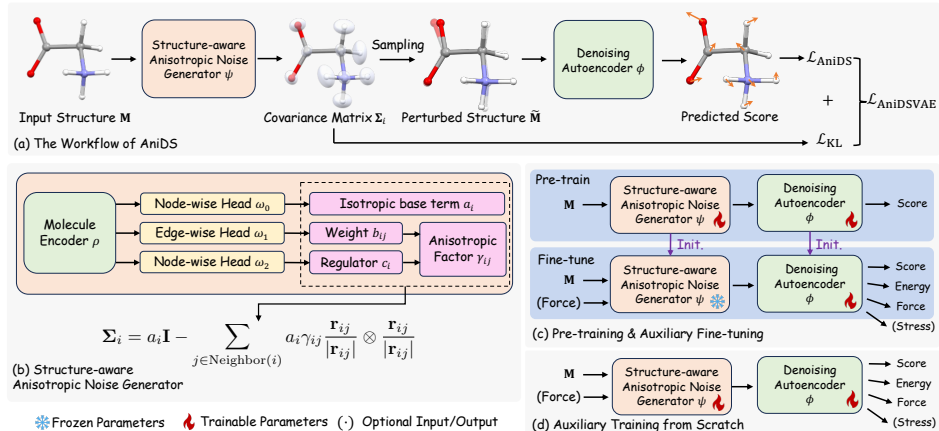 Input Structure M
Structure-aware
Anisotropic Noise
Generator ψ
Covariance Matrix Σi
Sampling
Perturbed Structure M̃
Denoising
Autoencoder ϕ
Predicted Score
ℒAniDS
+
ℒKL
ℒAniDSVAE
(a) The Workflow of AniDS
Molecule
Encoder ρ
Node-wise Head ω0
Edge-wise Head ω1
Node-wise Head ω2
Isotropic base term ai
Weight bij
Regulator ci
Anisotropic
Factor γij
Σi = aiI − ∑j∈Neighbor(i) aiγij rij/|rij| ⊗ rij/|rij|
(b) Structure-aware
Anisotropic Noise Generator
Pre-train
M
Structure-aware
Anisotropic Noise
Generator ψ
Denoising
Autoencoder
ϕ
Score
Init.
Init.
Fine-tune
M
(Force)
Structure-aware
Anisotropic Noise
Generator ψ
Denoising
Autoencoder
ϕ
Score
Energy
Force
(Stress)
(c) Pre-training & Auxiliary Fine-tuning
M
(Force)
Structure-aware
Anisotropic Noise
Generator ψ
Denoising
Autoencoder
ϕ
Score
Energy
Force
(Stress)
(d) Auxiliary Training from Scratch
Frozen Parameters
Trainable Parameters
(·) Optional Input/Output